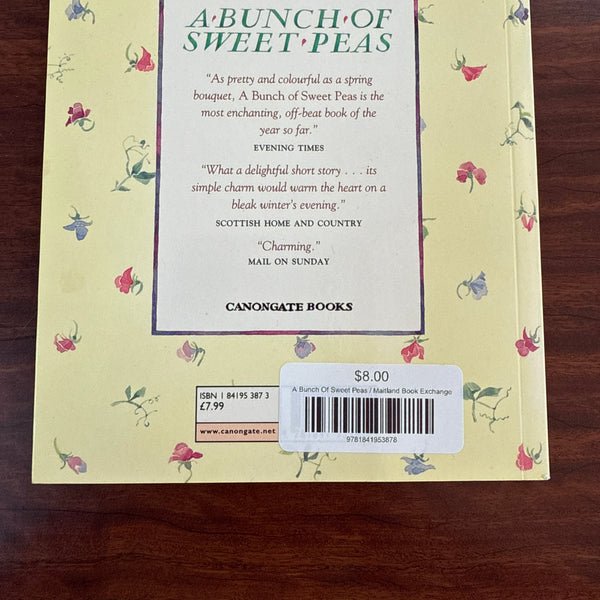 A·BUNCH·OF
SWEET·PEAS
“As pretty and colourful as a spring
bouquet, A Bunch of Sweet Peas is the
most enchanting, off-beat book of the
year so far.”
EVENING TIMES
“What a delightful short story . . . its
simple charm would warm the heart on a
bleak winter's evening.”
SCOTTISH HOME AND COUNTRY
“Charming.”
MAIL ON SUNDAY
CANONGATE BOOKS
ISBN 1 84195 387 3
£7.99
www.canongate.net
$8.00
A Bunch Of Sweet Peas / Maitland Book Exchange
9781841953878